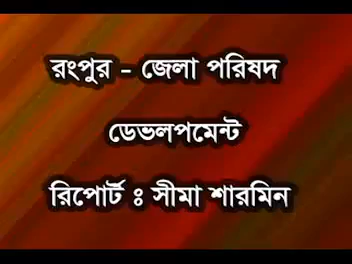 রংপুর - জেলা পরিষদ
ডেভলপমেন্ট
রিপোর্ট ঃ সীমা শারমিন